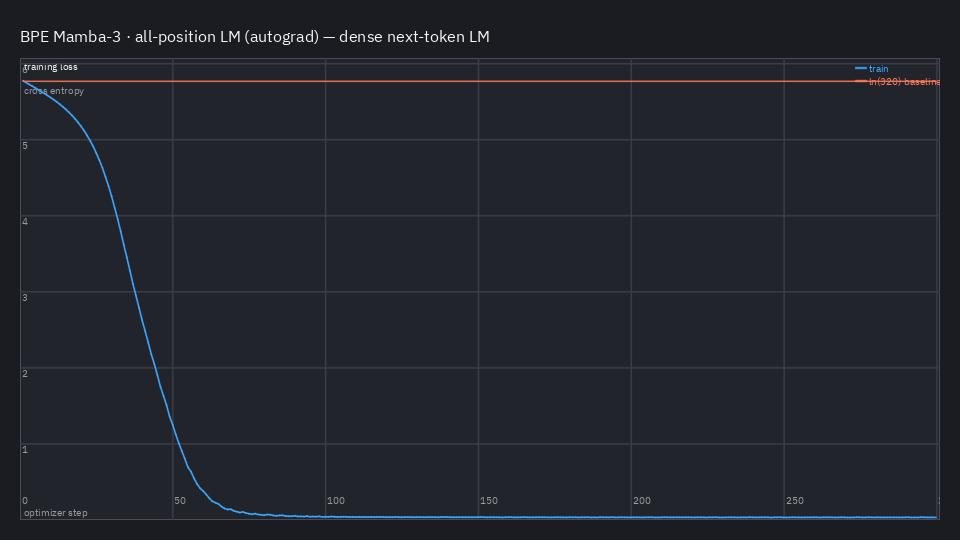 BPE Mamba-3 · all-position LM (autograd) — dense next-token LM
training loss
6
cross entropy
train
ln(320) baseline
5
4
3
2
1
0
50
100
150
200
250
optimizer step